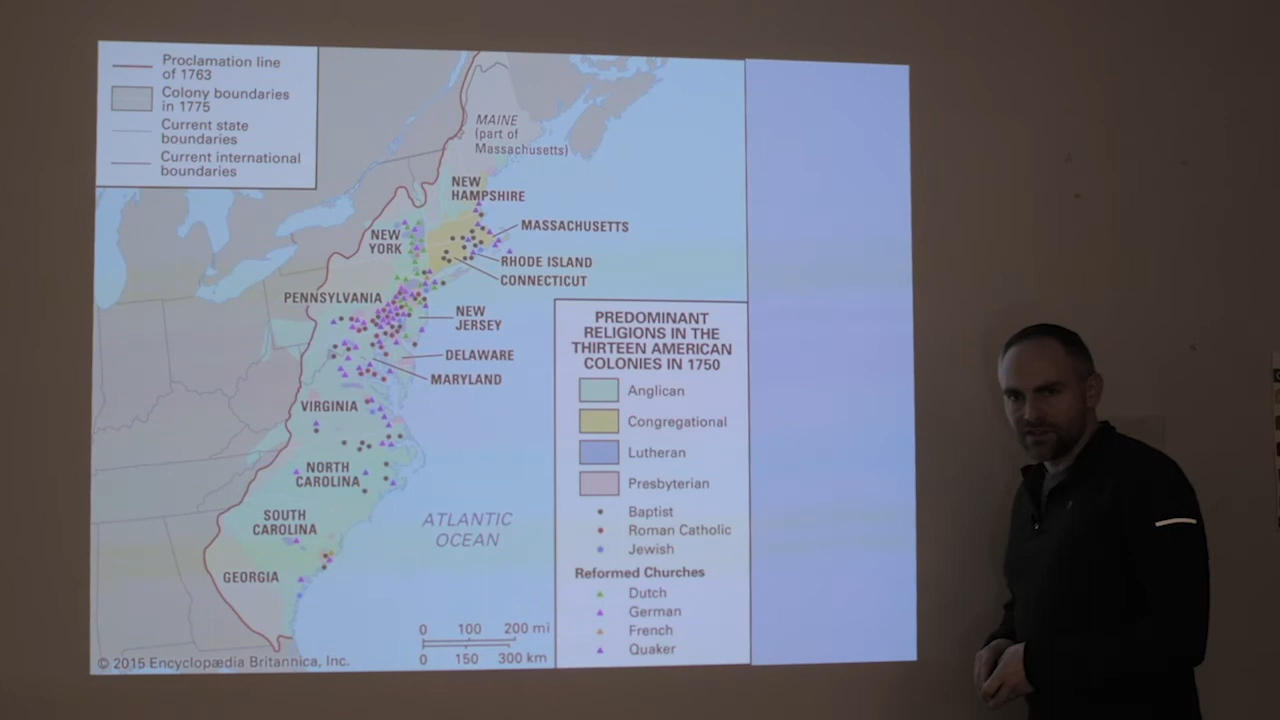 Proclamation line
of 1763
Colony boundaries
in 1775
Current state
boundaries
Current international
boundaries
MAINE
(part of
Massachusetts)
NEW
HAMPSHIRE
MASSACHUSETTS
NEW
YORK
RHODE ISLAND
CONNECTICUT
PENNSYLVANIA
NEW
JERSEY
DELAWARE
MARYLAND
VIRGINIA
NORTH
CAROLINA
SOUTH
CAROLINA
GEORGIA
ATLANTIC
OCEAN
0 100 200 mi
0 150 300 km
© 2015 Encyclopædia Britannica, Inc.
PREDOMINANT
RELIGIONS IN THE
THIRTEEN AMERICAN
COLONIES IN 1750
Anglican
Congregational
Lutheran
Presbyterian
Baptist
Roman Catholic
Jewish
Reformed Churches
Dutch
German
French
Quaker